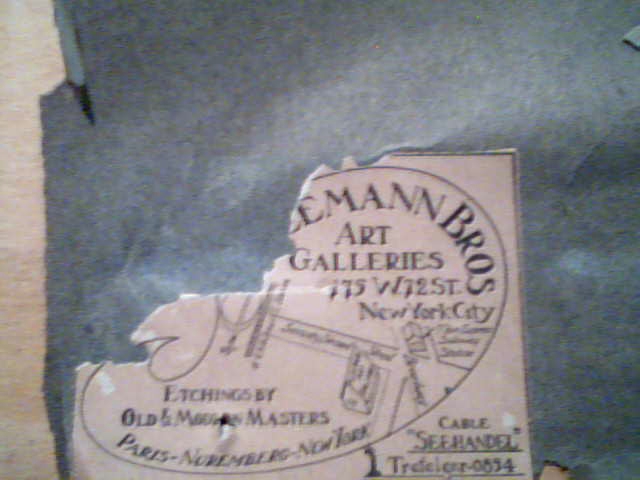 EMANN BROS
ART
GALLERIES
175 W 72 ST.
New York City
Broadway
ETCHINGS BY
OLD & MODERN MASTERS
PARIS-NUREMBERG-NEW YORK
CABLE
"SEEHANDEL"
Trafalgar-0834